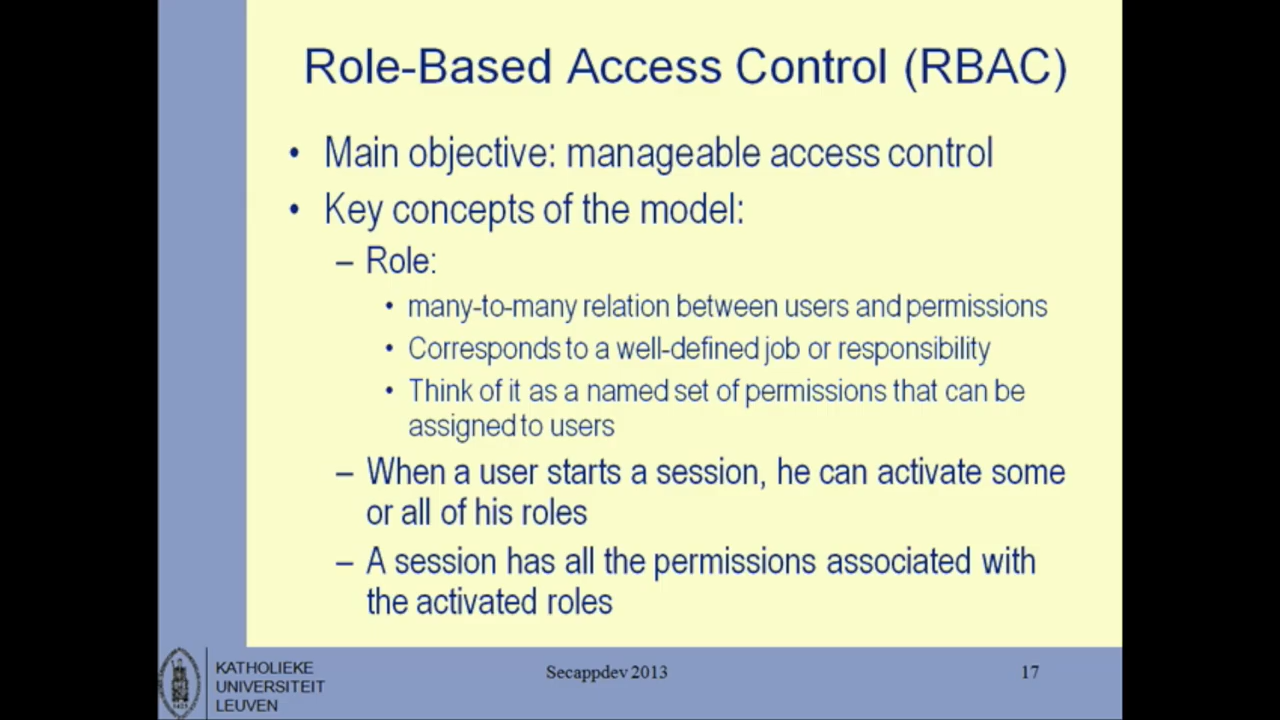 Role-Based Access Control (RBAC)
• Main objective: manageable access control
• Key concepts of the model:
– Role:
• many-to-many relation between users and permissions
• Corresponds to a well-defined job or responsibility
• Think of it as a named set of permissions that can be
assigned to users
– When a user starts a session, he can activate some
or all of his roles
– A session has all the permissions associated with
the activated roles
KATHOLIEKE
UNIVERSITEIT
LEUVEN
Secappdev 2013
17